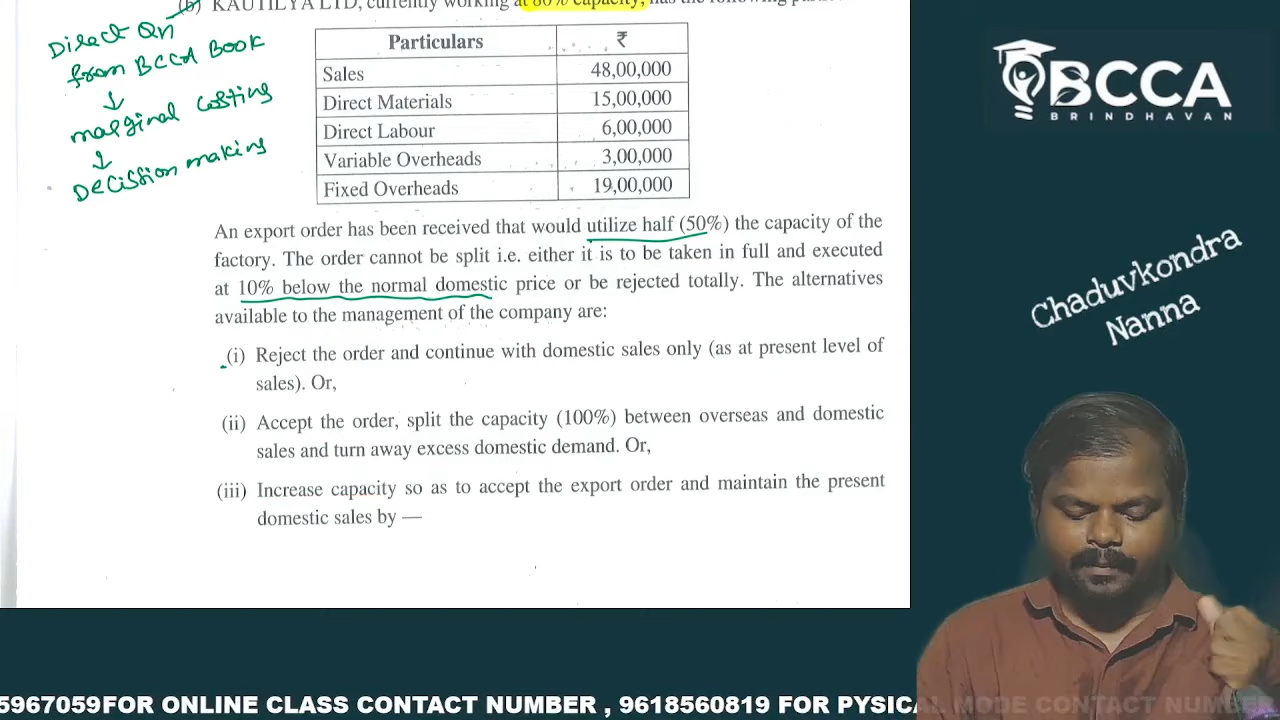 (b) KAUTILYA LTD, currently working at 80% capacity, has the following
Direct Qn
from BCCA Book
↓
marginal costing
↓
Decission making
Particulars ₹
Sales 48,00,000
Direct Materials 15,00,000
Direct Labour 6,00,000
Variable Overheads 3,00,000
Fixed Overheads 19,00,000
An export order has been received that would utilize half (50%) the capacity of the
factory. The order cannot be split i.e. either it is to be taken in full and executed
at 10% below the normal domestic price or be rejected totally. The alternatives
available to the management of the company are:
(i) Reject the order and continue with domestic sales only (as at present level of
sales). Or,
(ii) Accept the order, split the capacity (100%) between overseas and domestic
sales and turn away excess domestic demand. Or,
(iii) Increase capacity so as to accept the export order and maintain the present
domestic sales by —
BCCA
BRINDHAVAN
Chaduvkondra
Nanna
5967059FOR ONLINE CLASS CONTACT NUMBER , 9618560819 FOR PYSICAL MODE CONTACT NUMBER